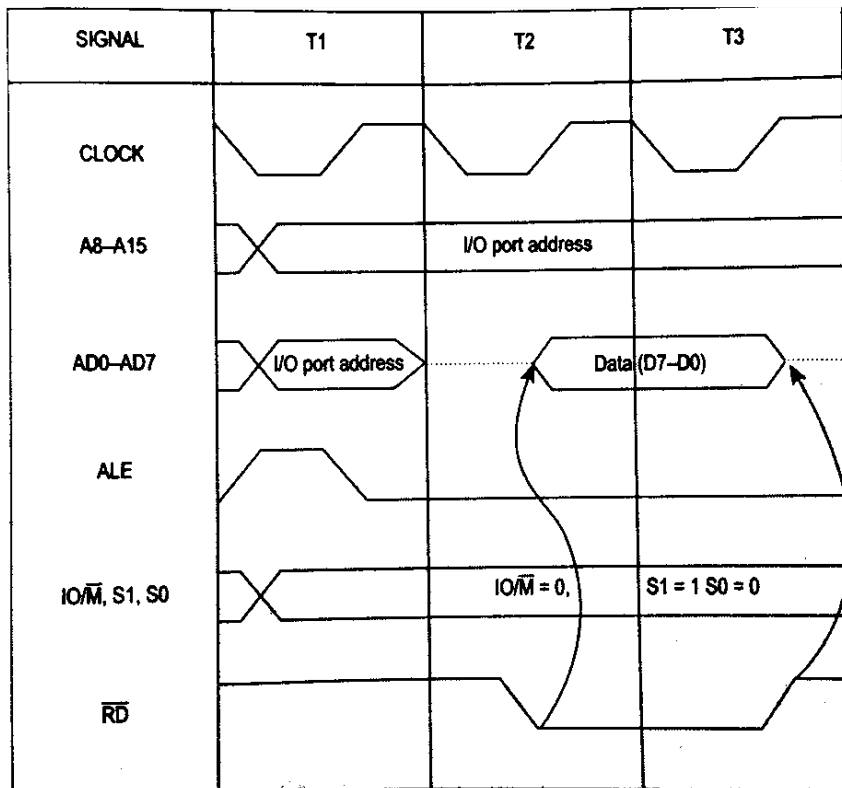 SIGNAL T1 T2 T3
CLOCK
A8–A15 I/O port address
AD0–AD7 I/O port address Data (D7–D0)
ALE
IO/M̅, S1, S0 IO/M̅ = 0, S1 = 1 S0 = 0
R̅D̅